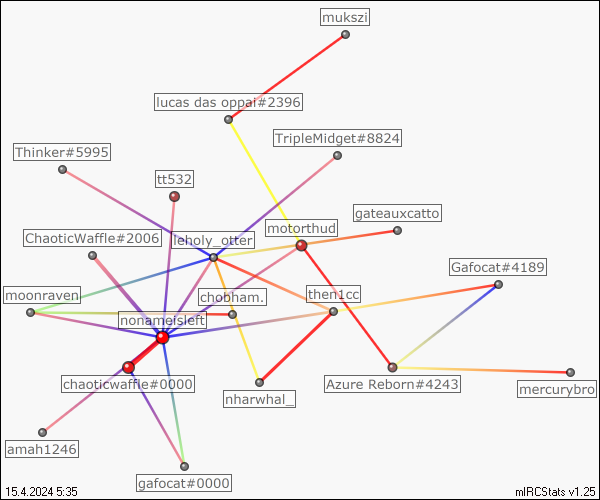 mukszi
lucas das oppai#2396
TripleMidget#8824
Thinker#5995
tt532
gateauxcatto
motorthud
ChaoticWaffle#2006
leholy_otter
Gafocat#4189
moonraven
chobham.
then1cc
nonameisleft
chaoticwaffle#0000
Azure Reborn#4243
mercurybro
nharwhal_
amah1246
gafocat#0000
15.4.2024 5:35
mIRCStats v1.25